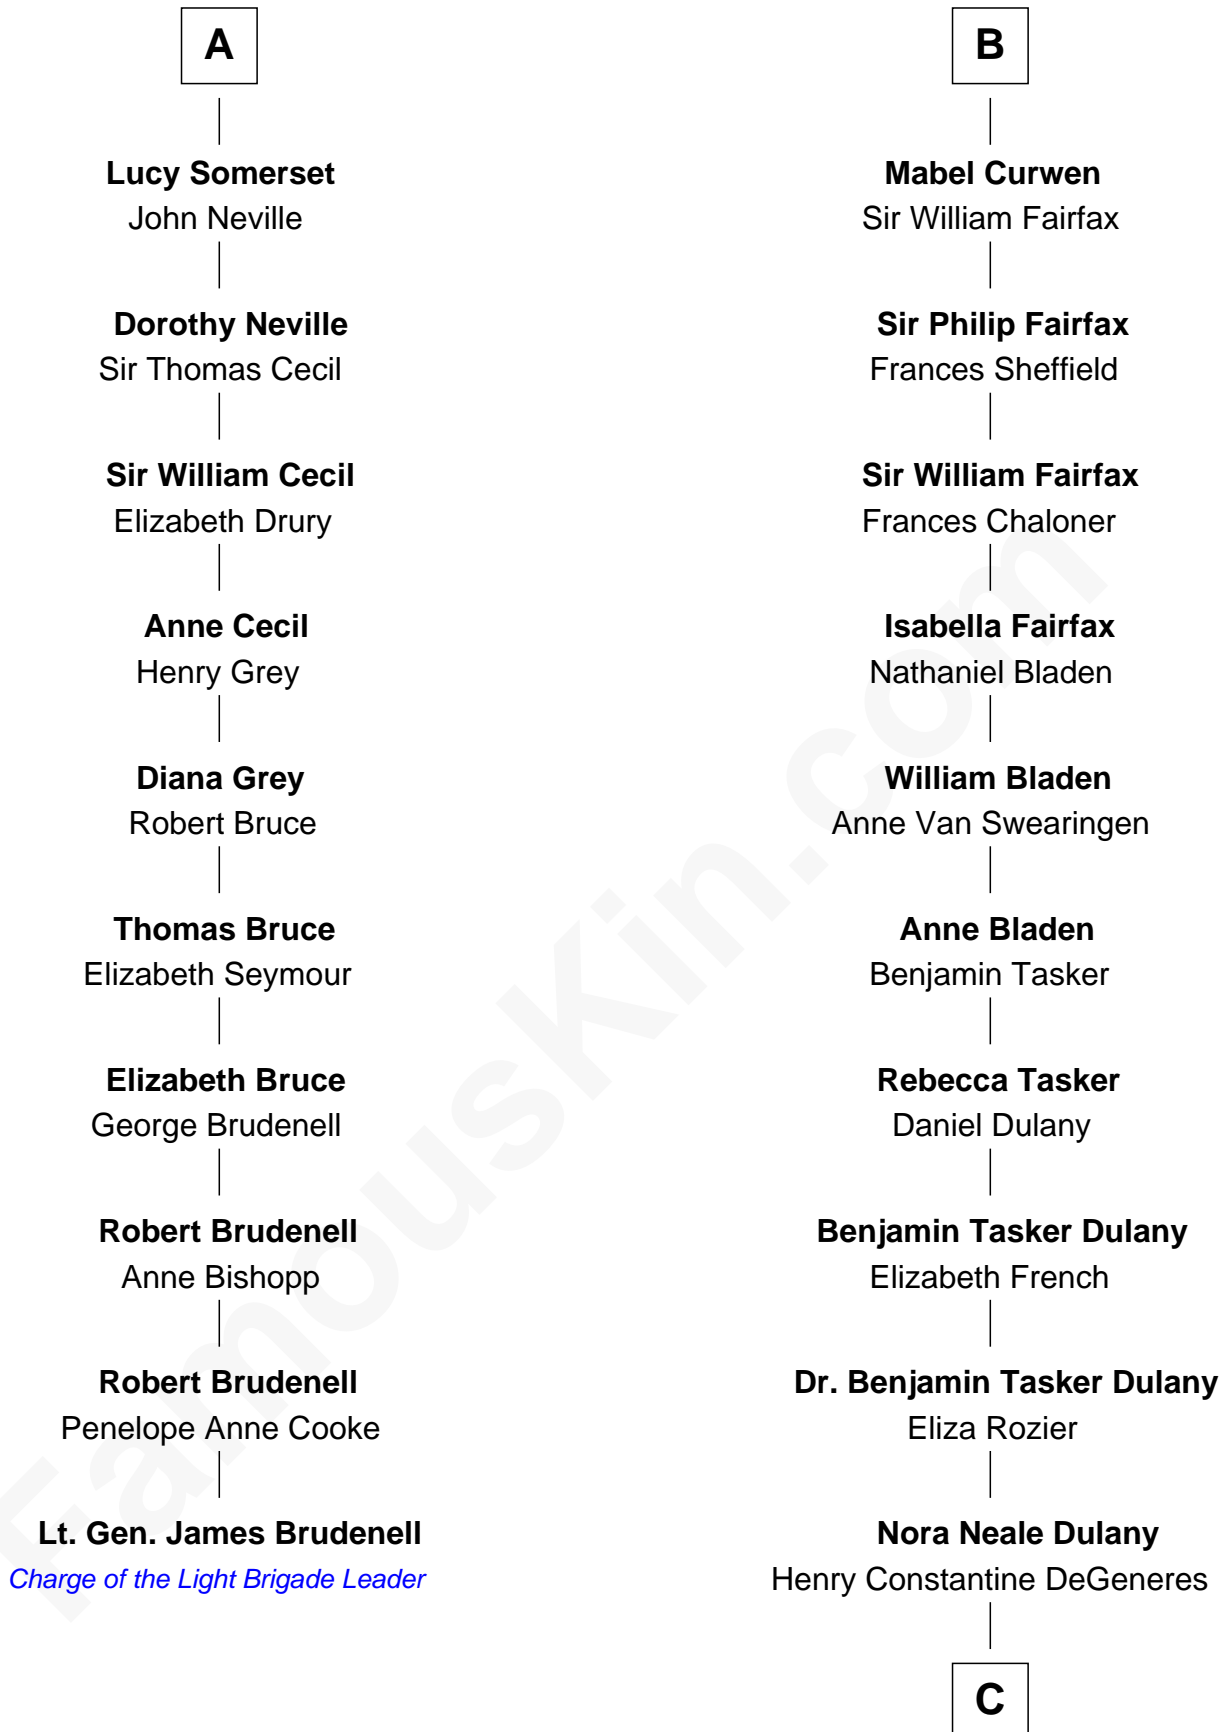 A
Lucy Somerset
John Neville
Dorothy Neville
Sir Thomas Cecil
Sir William Cecil
Elizabeth Drury
Anne Cecil
Henry Grey
Diana Grey
Robert Bruce
Thomas Bruce
Elizabeth Seymour
Elizabeth Bruce
George Brudenell
Robert Brudenell
Anne Bishopp
Robert Brudenell
Penelope Anne Cooke
Lt. Gen. James Brudenell
Charge of the Light Brigade Leader
B
Mabel Curwen
Sir William Fairfax
Sir Philip Fairfax
Frances Sheffield
Sir William Fairfax
Frances Chaloner
Isabella Fairfax
Nathaniel Bladen
William Bladen
Anne Van Swearingen
Anne Bladen
Benjamin Tasker
Rebecca Tasker
Daniel Dulany
Benjamin Tasker Dulany
Elizabeth French
Dr. Benjamin Tasker Dulany
Eliza Rozier
Nora Neale Dulany
Henry Constantine DeGeneres
C
FamousKin.com